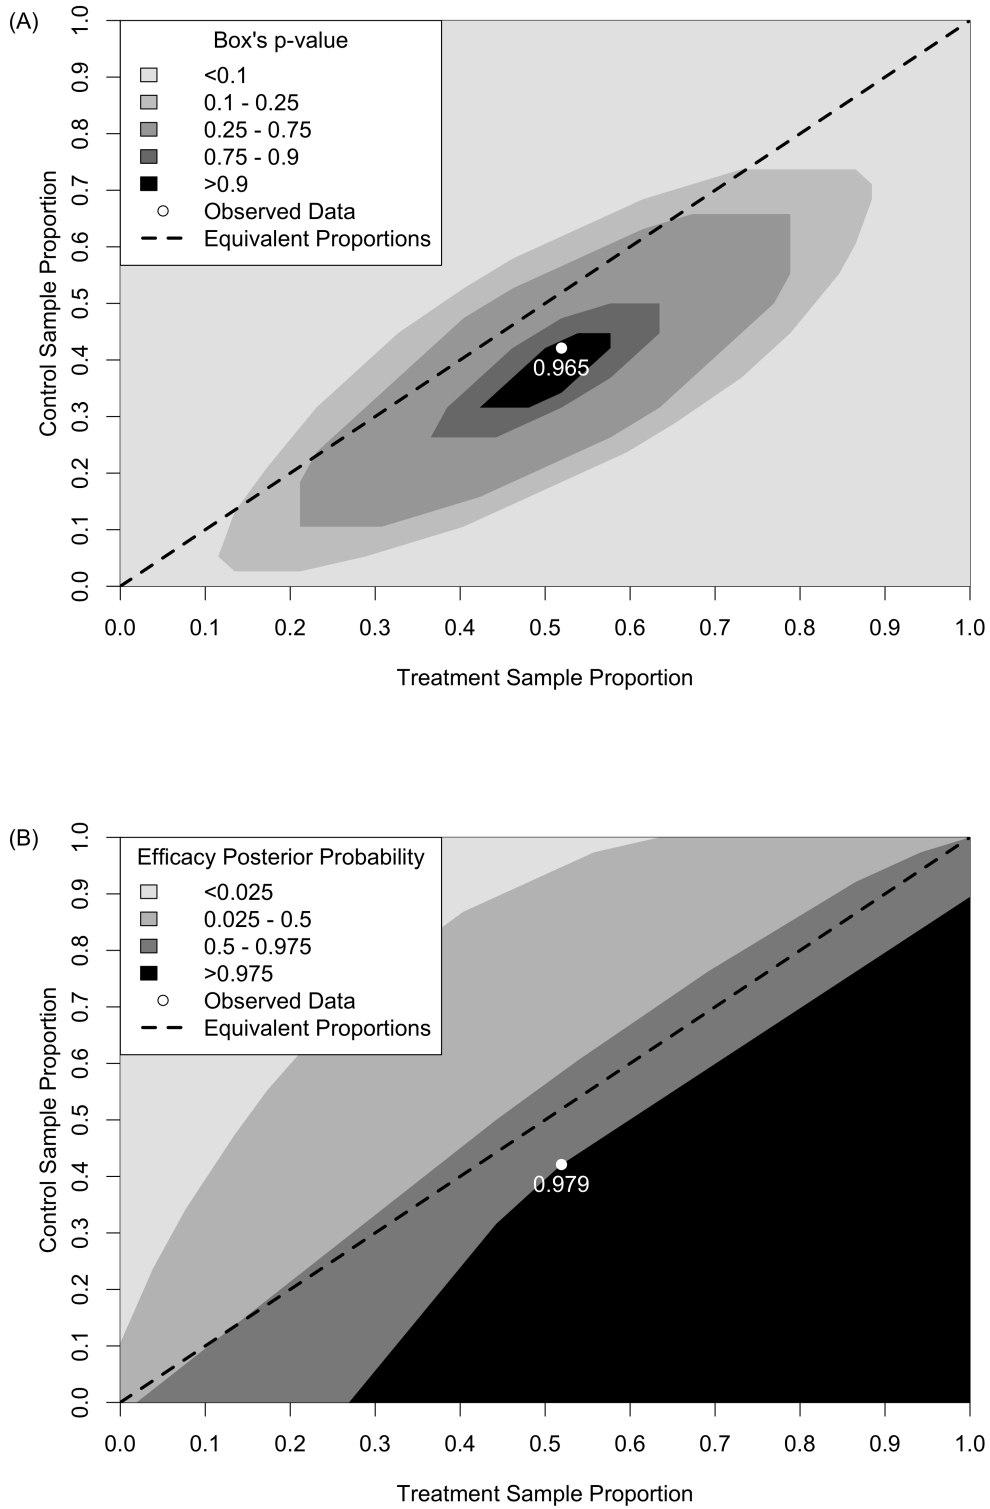 (A)
Box's p-value
<0.1
0.1 - 0.25
0.25 - 0.75
0.75 - 0.9
>0.9
Observed Data
Equivalent Proportions
0.965
Control Sample Proportion
0.0 0.1 0.2 0.3 0.4 0.5 0.6 0.7 0.8 0.9 1.0
0.0 0.1 0.2 0.3 0.4 0.5 0.6 0.7 0.8 0.9 1.0
Treatment Sample Proportion
(B)
Efficacy Posterior Probability
<0.025
0.025 - 0.5
0.5 - 0.975
>0.975
Observed Data
Equivalent Proportions
0.979
Control Sample Proportion
0.0 0.1 0.2 0.3 0.4 0.5 0.6 0.7 0.8 0.9 1.0
0.0 0.1 0.2 0.3 0.4 0.5 0.6 0.7 0.8 0.9 1.0
Treatment Sample Proportion